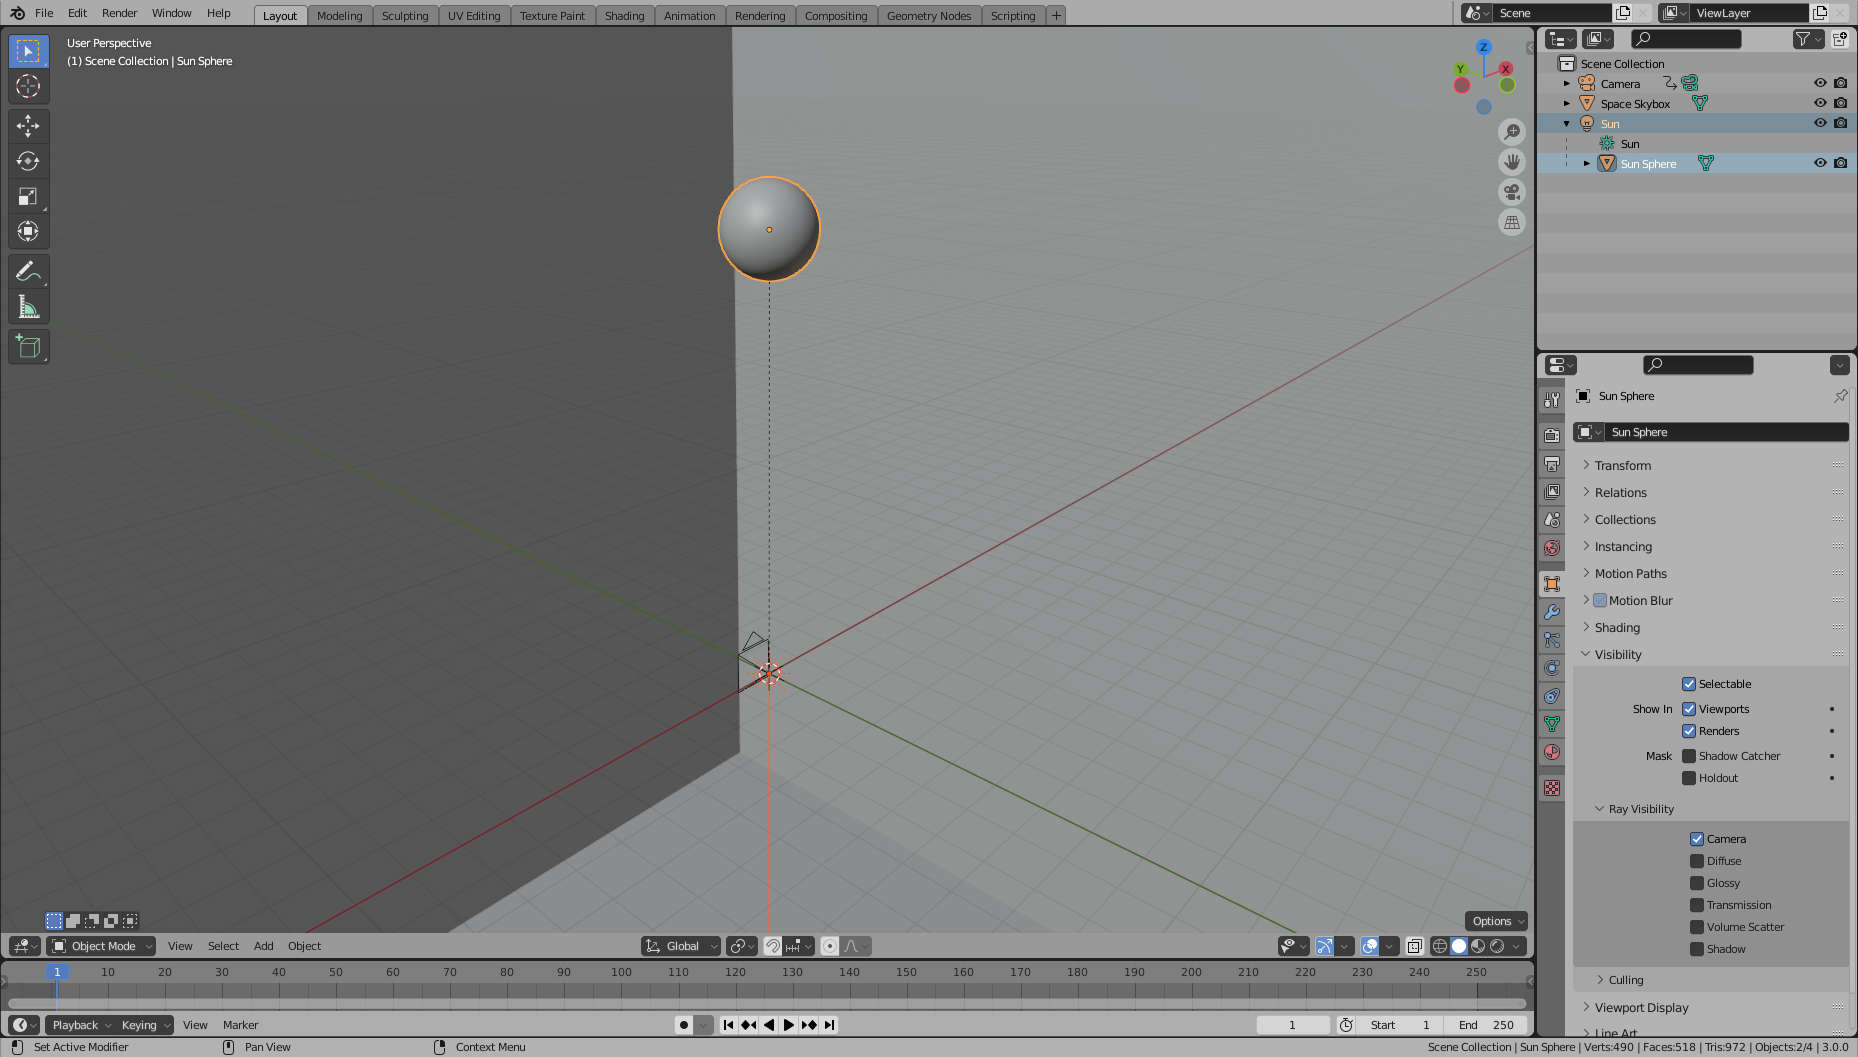 File Edit Render Window Help Layout Modeling Sculpting UV Editing Texture Paint Shading Animation Rendering Compositing Geometry Nodes Scripting + Scene ViewLayer
User Perspective
(1) Scene Collection | Sun Sphere
Z
Y
X
Scene Collection
Camera
Space Skybox
Sun
Sun
Sun Sphere
Sun Sphere
Sun Sphere
Transform
Relations
Collections
Instancing
Motion Paths
Motion Blur
Shading
Visibility
Selectable
Show In Viewports
Renders
Mask Shadow Catcher
Holdout
Ray Visibility
Camera
Diffuse
Glossy
Transmission
Volume Scatter
Shadow
Culling
Viewport Display
Line Art
Options
Object Mode View Select Add Object Global
1 10 20 30 40 50 60 70 80 90 100 110 120 130 140 150 160 170 180 190 200 210 220 230 240 250
Playback Keying View Marker 1 Start 1 End 250
Set Active Modifier Pan View Context Menu Scene Collection | Sun Sphere | Verts:490 | Faces:518 | Tris:972 | Objects:2/4 | 3.0.0